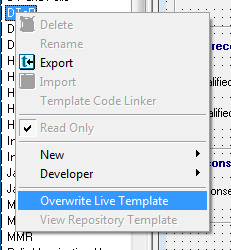 Delete
Rename
Export
Import
Template Code Linker
Read Only
New
Developer
Overwrite Live Template
View Repository Template
MMR